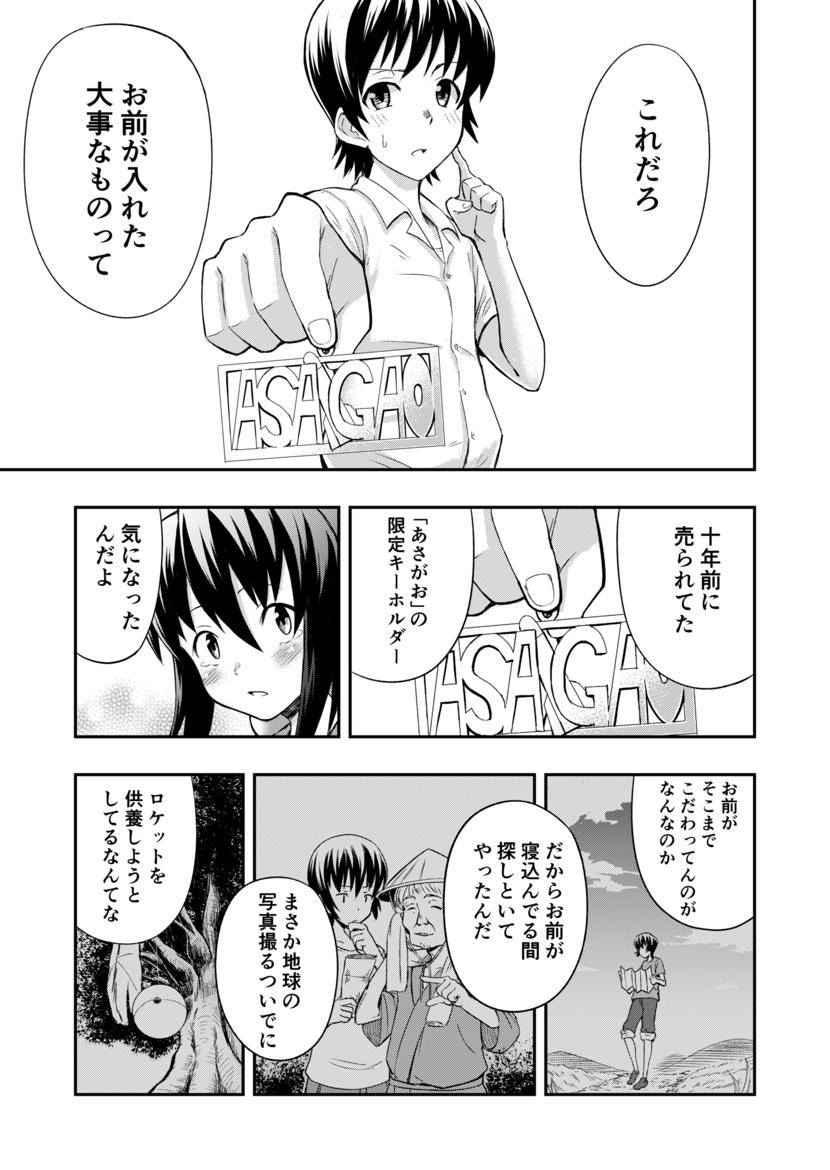 これだろ
お前が入れた
大事なものって
ASAGAO
十年前に
売られてた
「あさがお」の
限定キーホルダー
ASAGAO
気になった
んだよ
お前が
そこまで
こだわってんのが
なんなのか
だからお前が
寝込んでる間
探しといて
やったんだ
まさか地球の
写真撮るついでに
ロケットを
供養しようと
してるなんてな